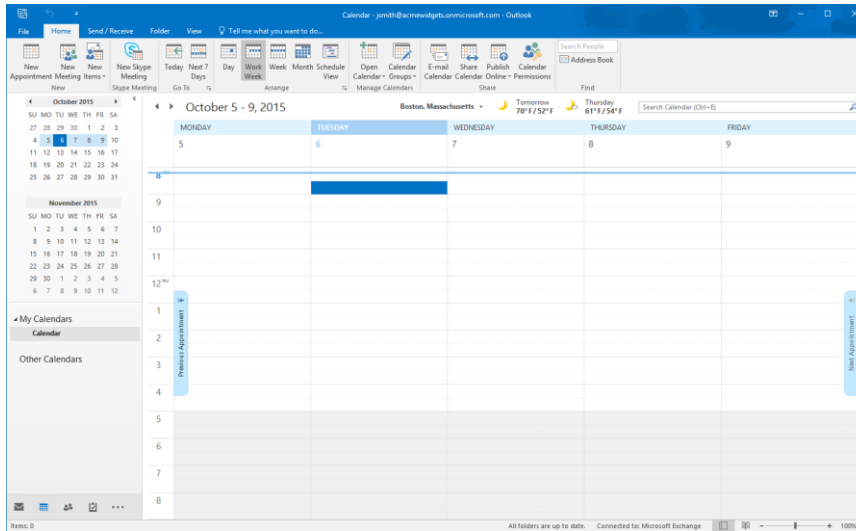 Calendar - jsmith@acmewidgets.onmicrosoft.com - Outlook
File Home Send / Receive Folder View Tell me what you want to do...
New Appointment
New Meeting
New Items
New
New Skype Meeting
Skype Meeting
Today
Next 7 Days
Go To
Day
Work Week
Week
Month
Schedule View
Arrange
Open Calendar
Calendar Groups
Manage Calendars
E-mail Calendar
Share Calendar
Publish Online
Calendar Permissions
Share
Search People
Address Book
Find
October 2015
SU MO TU WE TH FR SA
27 28 29 30 1 2 3
4 5 6 7 8 9 10
11 12 13 14 15 16 17
18 19 20 21 22 23 24
25 26 27 28 29 30 31
November 2015
SU MO TU WE TH FR SA
1 2 3 4 5 6 7
8 9 10 11 12 13 14
15 16 17 18 19 20 21
22 23 24 25 26 27 28
29 30 1 2 3 4 5
6 7 8 9 10 11 12
My Calendars
Calendar
Other Calendars
October 5 - 9, 2015
Boston, Massachusetts
Tomorrow
70°F/52°F
Thursday
61°F/54°F
Search Calendar (Ctrl+E)
MONDAY TUESDAY WEDNESDAY THURSDAY FRIDAY
5 6 7 8 9
8
9
10
11
12 PM
1
2
3
4
5
6
7
8
Previous Appointment
Next Appointment
Items: 0
All folders are up to date. Connected to: Microsoft Exchange 100%